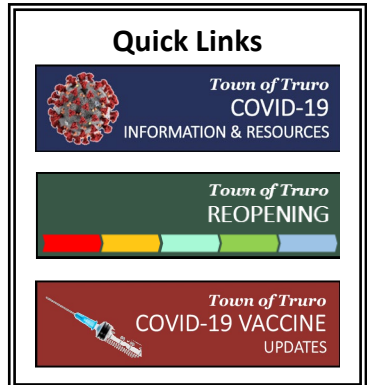 Quick Links
Town of Truro
COVID-19
INFORMATION & RESOURCES
Town of Truro
REOPENING
Town of Truro
COVID-19 VACCINE
UPDATES